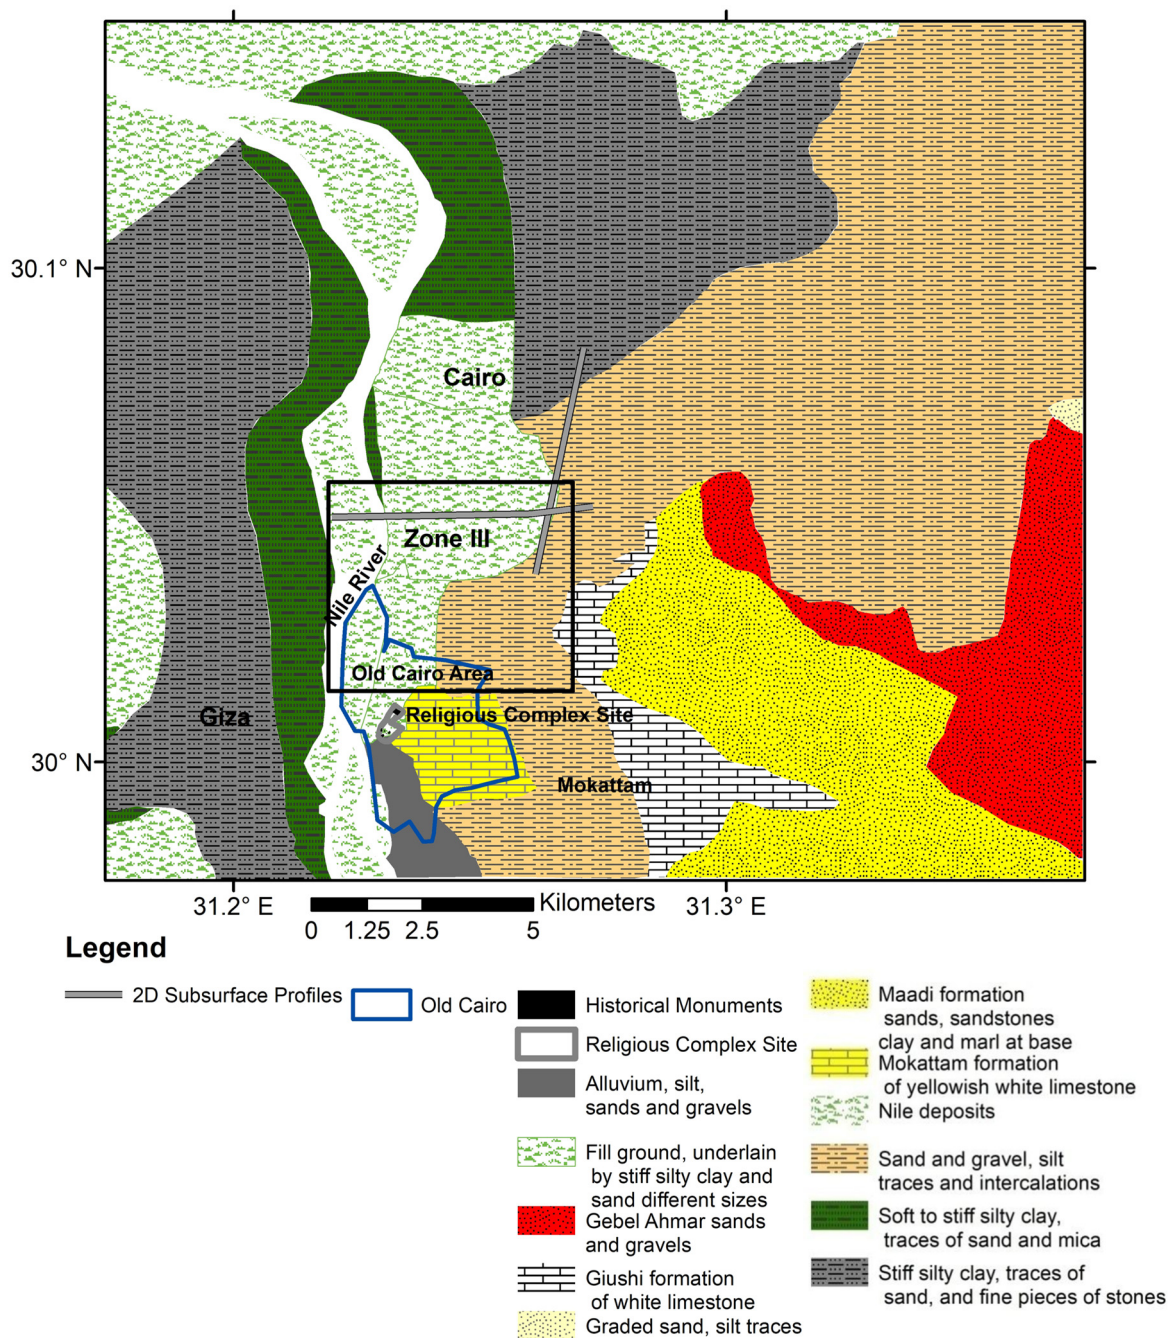 30.1° N
Cairo
Zone III
Nile River
Old Cairo Area
Giza
Religious Complex Site
30° N
Mokattam
31.2° E
31.3° E
Kilometers
0 1.25 2.5 5
Legend
2D Subsurface Profiles
Old Cairo
Historical Monuments
Religious Complex Site
Alluvium, silt,
sands and gravels
Fill ground, underlain
by stiff silty clay and
sand different sizes
Gebel Ahmar sands
and gravels
Giushi formation
of white limestone
Graded sand, silt traces
Maadi formation
sands, sandstones
clay and marl at base
Mokattam formation
of yellowish white limestone
Nile deposits
Sand and gravel, silt
traces and intercalations
Soft to stiff silty clay,
traces of sand and mica
Stiff silty clay, traces of
sand, and fine pieces of stones